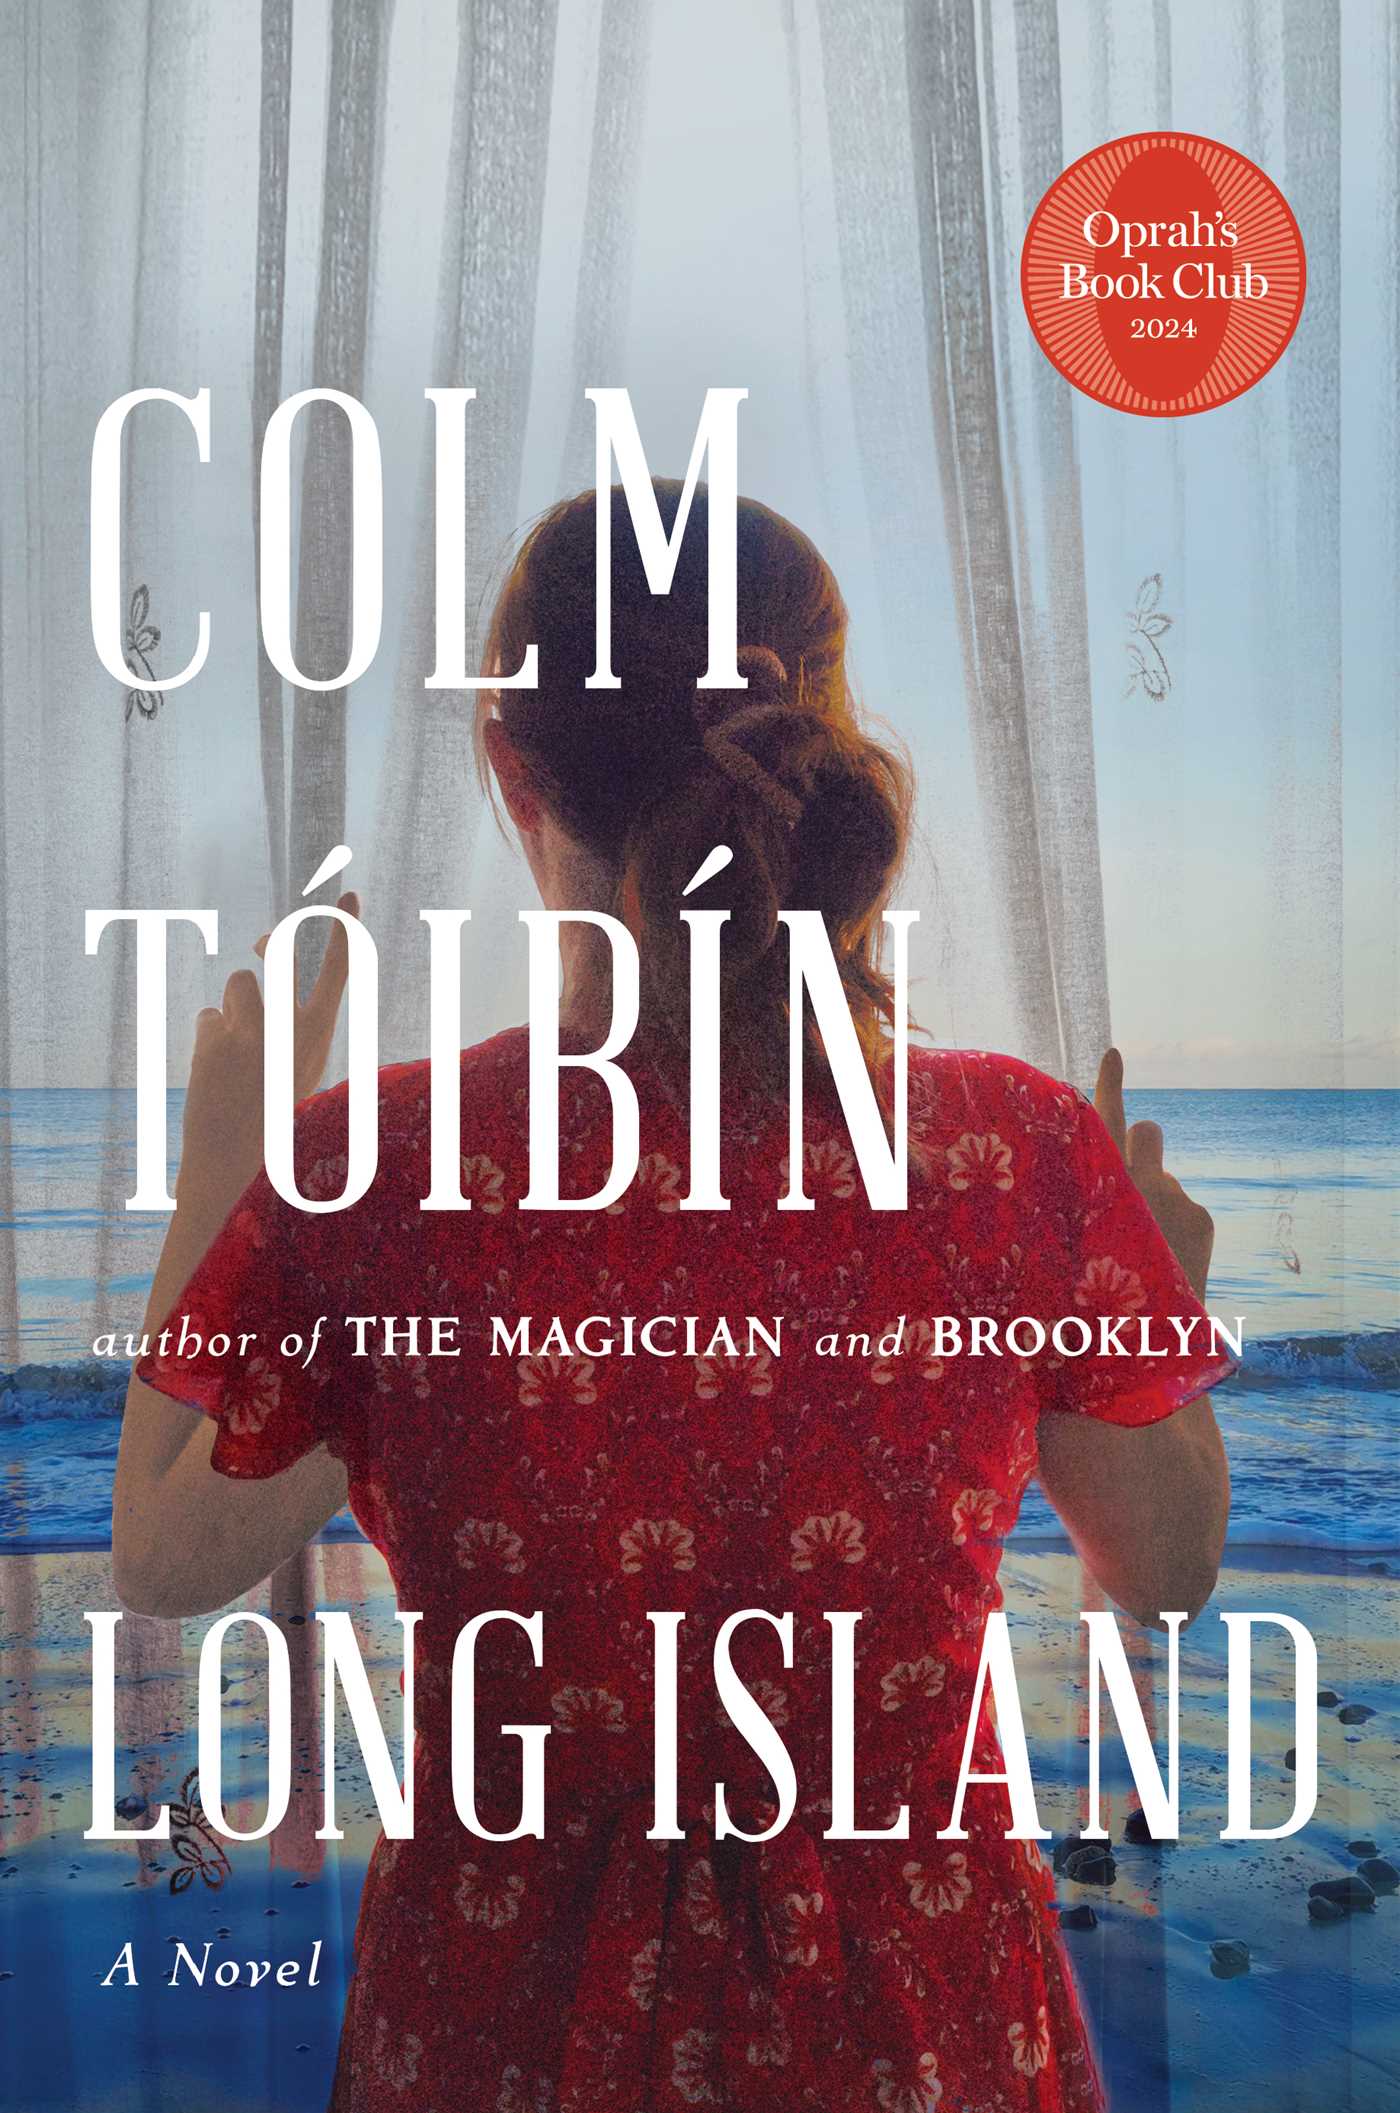 Oprah's
Book Club
2024
COLM
TÓIBÍN
author of THE MAGICIAN and BROOKLYN
LONG ISLAND
A Novel